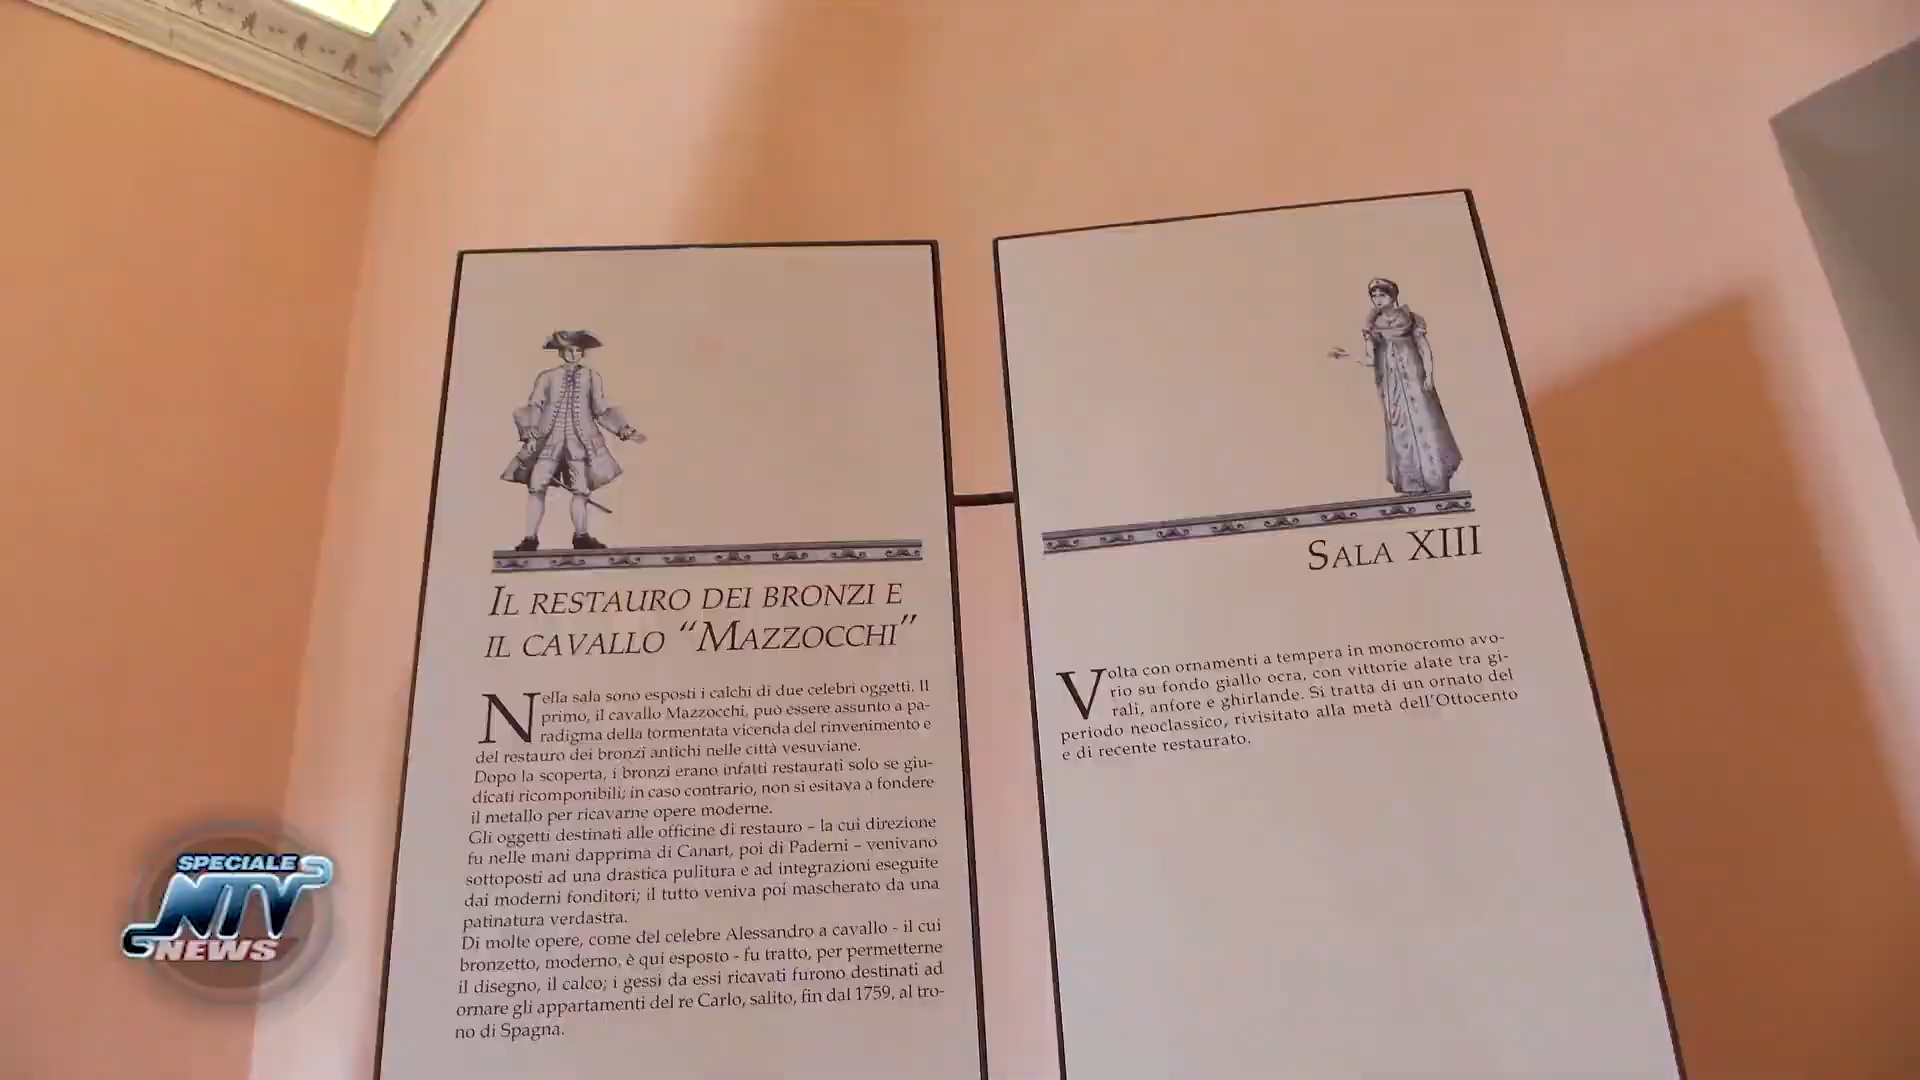 IL RESTAURO DEI BRONZI E
IL CAVALLO “MAZZOCCHI”
Nella sala sono esposti i calchi di due celebri oggetti. Il
primo, il cavallo Mazzocchi, può essere assunto a pa-
radigma della tormentata vicenda del rinvenimento e
del restauro dei bronzi antichi nelle città vesuviane.
Dopo la scoperta, i bronzi erano infatti restaurati solo se giu-
dicati ricomponibili; in caso contrario, non si esitava a fondere
il metallo per ricavarne opere moderne.
Gli oggetti destinati alle officine di restauro – la cui direzione
fu nelle mani dapprima di Canart, poi di Paderni – venivano
sottoposti ad una drastica pulitura e ad integrazioni eseguite
dai moderni fonditori; il tutto veniva poi mascherato da una
patinatura verdastra.
Di molte opere, come del celebre Alessandro a cavallo - il cui
bronzetto, moderno, è qui esposto - fu tratto, per permetterne
il disegno, il calco; i gessi da essi ricavati furono destinati ad
ornare gli appartamenti del re Carlo, salito, fin dal 1759, al tro-
no di Spagna.
SALA XIII
Volta con ornamenti a tempera in monocromo avo-
rio su fondo giallo ocra, con vittorie alate tra gi-
rali, anfore e ghirlande. Si tratta di un ornato del
periodo neoclassico, rivisitato alla metà dell'Ottocento
e di recente restaurato.
SPECIALE
NTV
NEWS